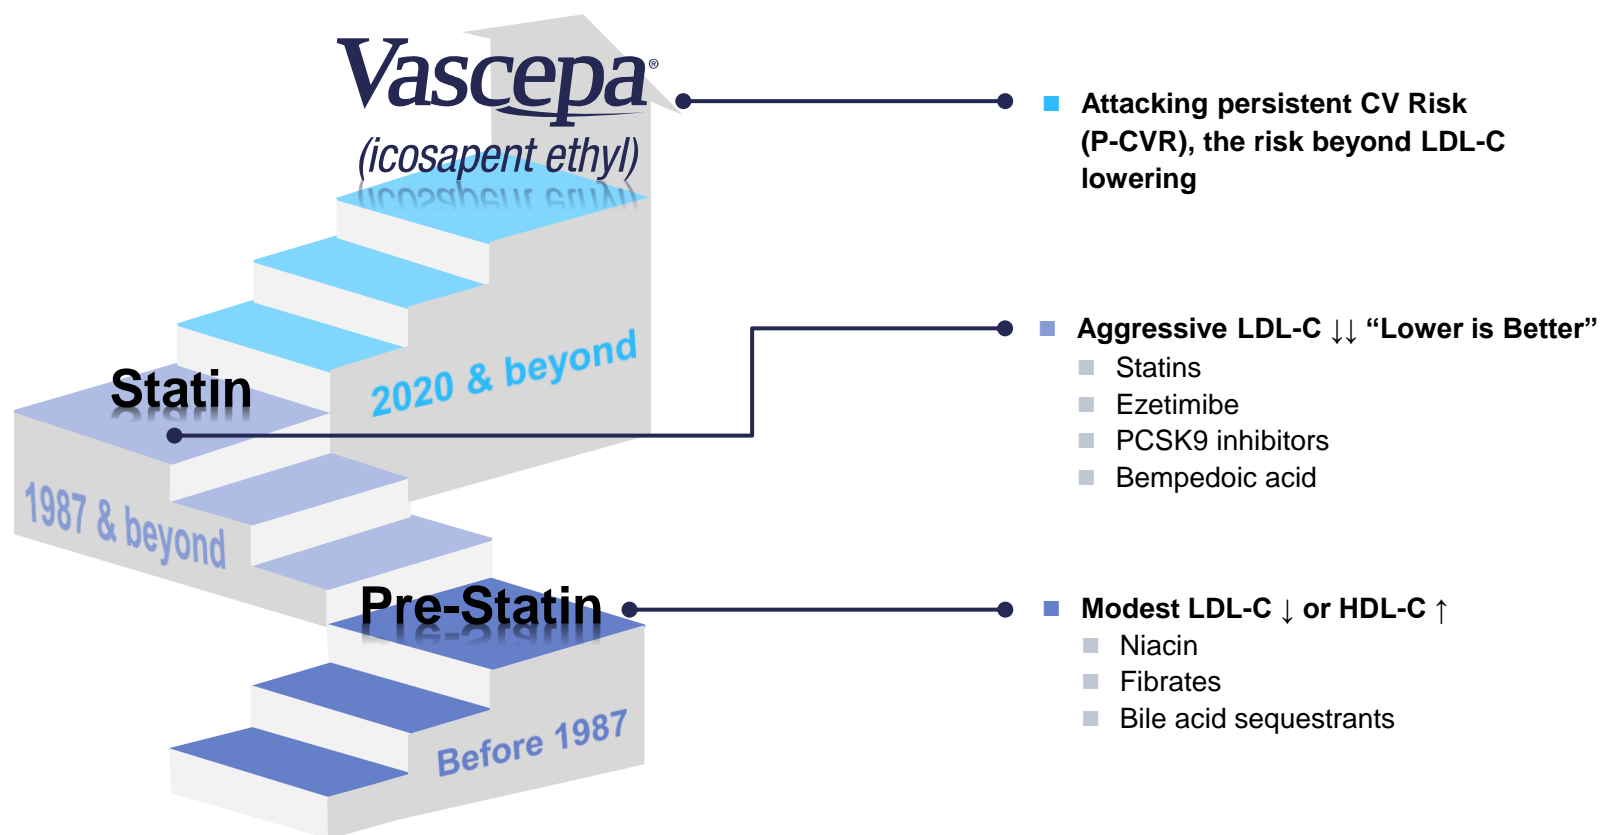 Vascepa®
(icosapent ethyl)
Attacking persistent CV Risk
(P-CVR), the risk beyond LDL-C
lowering
2020 & beyond
Statin
1987 & beyond
Aggressive LDL-C ↓↓ “Lower is Better”
Statins
Ezetimibe
PCSK9 inhibitors
Bempedoic acid
Pre-Statin
Before 1987
Modest LDL-C ↓ or HDL-C ↑
Niacin
Fibrates
Bile acid sequestrants